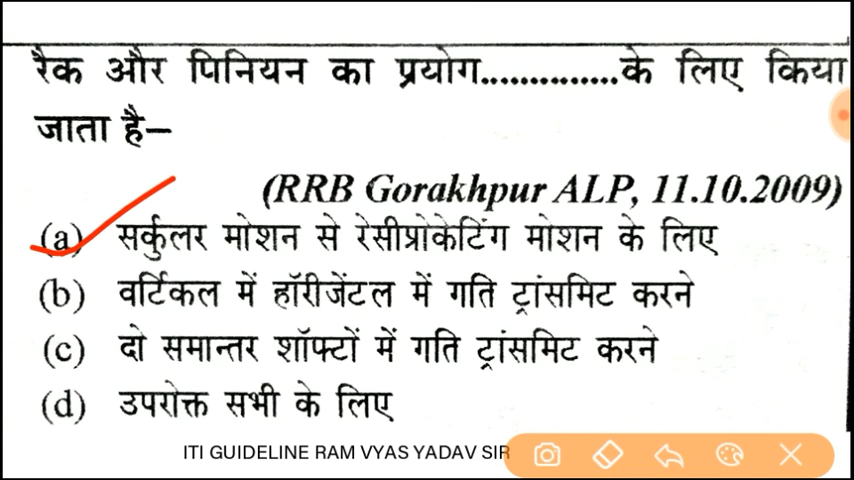 रैक और पिनियन का प्रयोग...............के लिए किया
जाता है–
(RRB Gorakhpur ALP, 11.10.2009)
(a) सर्कुलर मोशन से रेसीप्रोकेटिंग मोशन के लिए
(b) वर्टिकल में हॉरीजेंटल में गति ट्रांसमिट करने
(c) दो समान्तर शॉफ्टों में गति ट्रांसमिट करने
(d) उपरोक्त सभी के लिए
ITI GUIDELINE RAM VYAS YADAV SIR